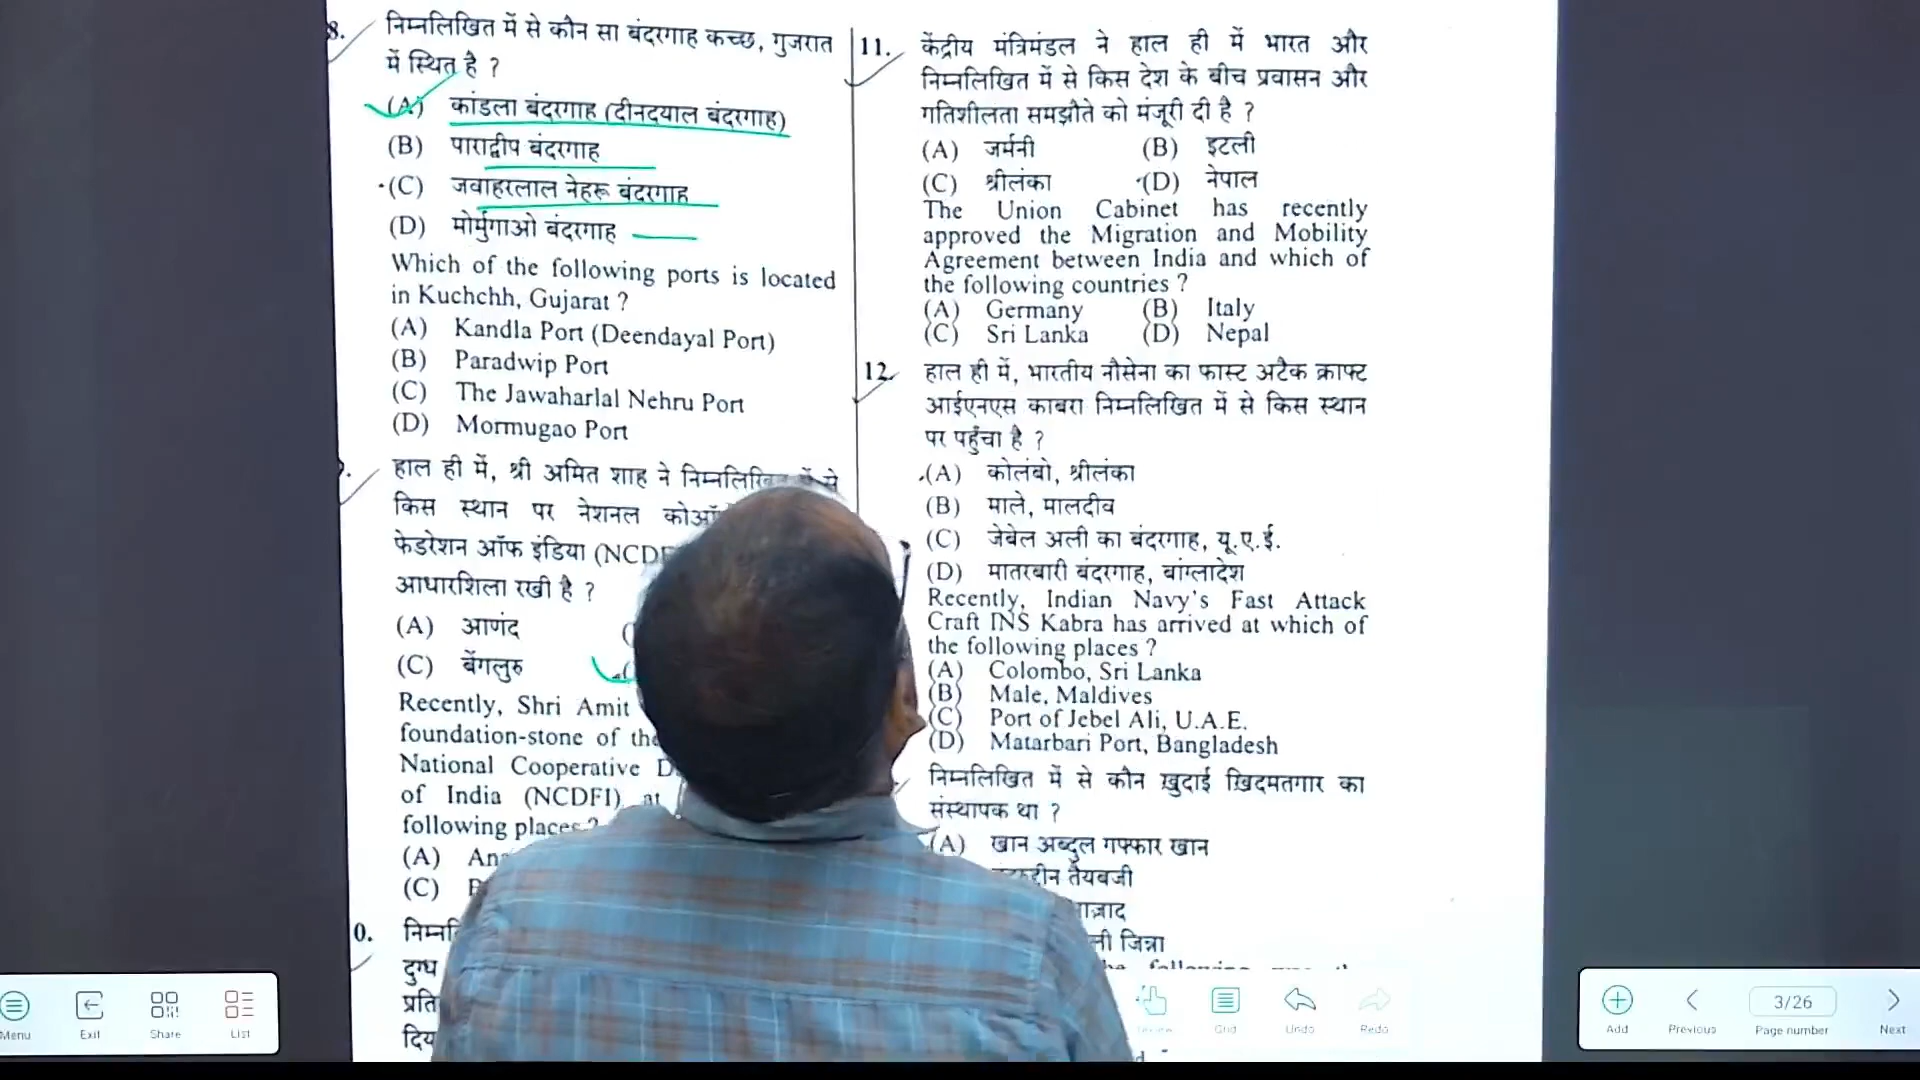 8. निम्नलिखित में से कौन सा बंदरगाह कच्छ, गुजरात
में स्थित है ?
(A) कांडला बंदरगाह (दीनदयाल बंदरगाह)
(B) पाराद्वीप बंदरगाह
(C) जवाहरलाल नेहरू बंदरगाह
(D) मोर्मुगाओ बंदरगाह
Which of the following ports is located
in Kuchchh, Gujarat ?
(A) Kandla Port (Deendayal Port)
(B) Paradwip Port
(C) The Jawaharlal Nehru Port
(D) Mormugao Port
हाल ही में, श्री अमित शाह ने निम्नलिखित में से
किस स्थान पर नेशनल
फेडरेशन ऑफ इंडिया
आधारशिला रखी है ?
(A) आणंद
(C) बेंगलुरु
Recently, Shri Amit
foundation-stone of the
National Cooperative
of India (NCDFI) at
following places ?
(A)
(C)
0.
दुग्ध
11. केंद्रीय मंत्रिमंडल ने हाल ही में भारत और
निम्नलिखित में से किस देश के बीच प्रवासन और
गतिशीलता समझौते को मंजूरी दी है ?
(A) जर्मनी (B) इटली
(C) श्रीलंका (D) नेपाल
The Union Cabinet has recently
approved the Migration and Mobility
Agreement between India and which of
the following countries ?
(A) Germany (B) Italy
(C) Sri Lanka (D) Nepal
12. हाल ही में, भारतीय नौसेना का फास्ट अटैक क्राफ्ट
आईएनएस काबरा निम्नलिखित में से किस स्थान
पर पहुँचा है ?
(A) कोलंबो, श्रीलंका
(B) माले, मालदीव
(C) जेबेल अली का बंदरगाह, यू.ए.ई.
(D) मातरबारी बंदरगाह, बांग्लादेश
Recently, Indian Navy's Fast Attack
Craft INS Kabra has arrived at which of
the following places ?
(A) Colombo, Sri Lanka
(B) Male, Maldives
(C) Port of Jebel Ali, U.A.E.
(D) Matarbari Port, Bangladesh
निम्नलिखित में से कौन ख़ुदाई ख़िदमतगार का
संस्थापक था ?
(A) खान अब्दुल गफ्फार खान
तैयबजी
जिन्ना
Menu Exit Share List
Grid Undo Redo
Add Previous 3/26 Page number Next